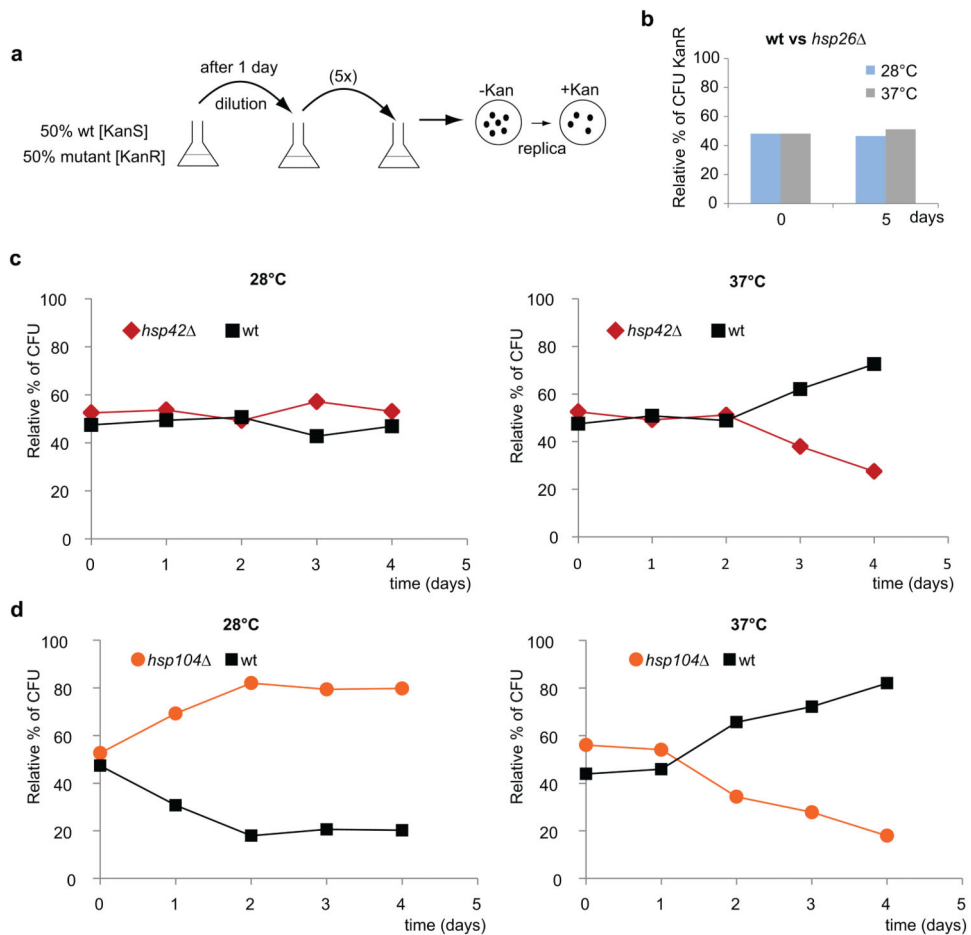 a
after 1 day
(5x)
dilution
50% wt [KanS]
50% mutant [KanR]
-Kan
+Kan
replica
b
wt vs hsp26Δ
Relative % of CFU KanR
100
80
60
40
20
0
28°C
37°C
0
5
days
c
28°C
Relative % of CFU
100
80
60
40
20
0
hsp42Δ
wt
0 1 2 3 4 5
time (days)
37°C
Relative % of CFU
100
80
60
40
20
0
hsp42Δ
wt
0 1 2 3 4 5
time (days)
d
28°C
Relative % of CFU
100
80
60
40
20
0
hsp104Δ
wt
0 1 2 3 4 5
time (days)
37°C
Relative % of CFU
100
80
60
40
20
0
hsp104Δ
wt
0 1 2 3 4 5
time (days)